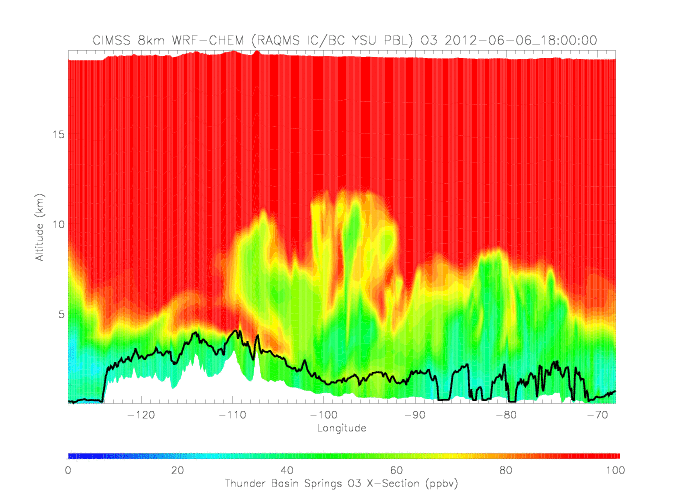 CIMSS 8km WRF-CHEM (RAQMS IC/BC YSU PBL) O3 2012-06-06_18:00:00
15
10
5
Altitude (km)
-120 -110 -100 -90 -80 -70
Longitude
0 20 40 60 80 100
Thunder Basin Springs O3 X-Section (ppbv)